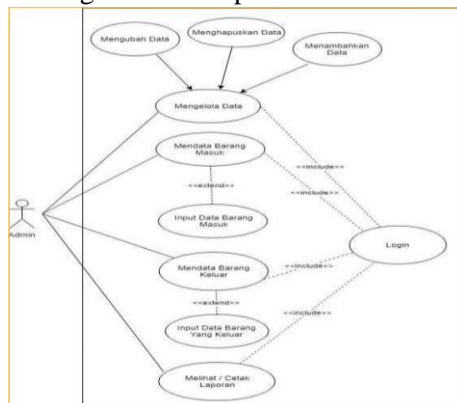 Mengubah Data
Menghapuskan Data
Menambahkan
Data
Mengelola Data
Mendata Barang
Masuk
<<include>>
<<extend>>
<<include>>
Input Data Barang
Masuk
Admin
Login
Mendata Barang
Keluar
<<include>>
<<extend>>
<<include>>
Input Data Barang
Yang Keluar
Melihat / Cetak
Laporan